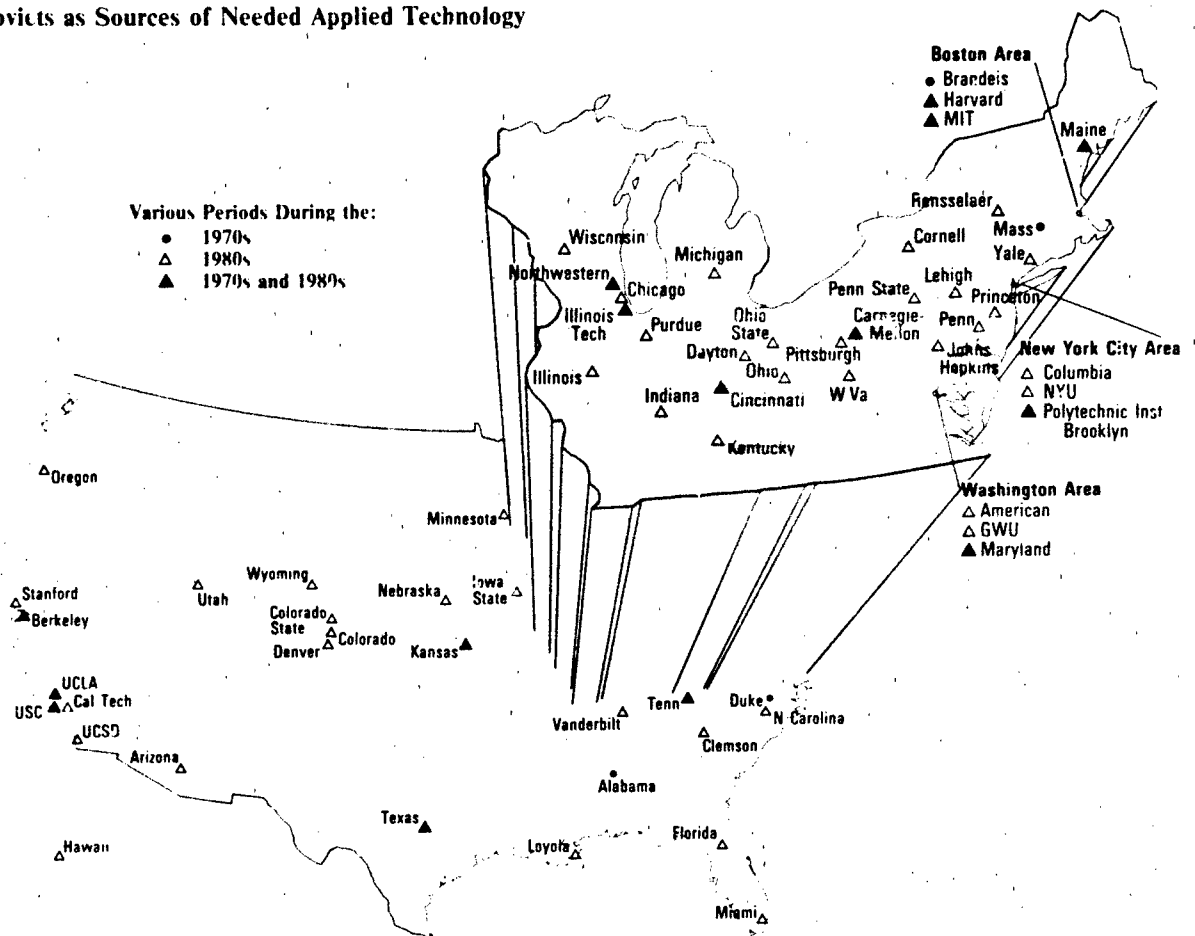 as Sources of Needed Applied Technology
Various Periods During the:
1970s
1980s
1970s and 1980s
Boston Area
Brandeis
Harvard
MIT
Maine
Rensselaer
Mass
Cornell
Yale
Wisconsin
Michigan
Northwestern
Chicago
Illinois
Tech
Purdue
Ohio
State
Penn State
Lehigh
Princeton
Carnegie-
Mellon
Penn
Dayton
Pittsburgh
Johns
Hopkins
Illinois
Ohio
Indiana
Cincinnati
W Va
Kentucky
New York City Area
Columbia
NYU
Polytechnic Inst
Brooklyn
Washington Area
American
GWU
Maryland
Oregon
Minnesota
Stanford
Berkeley
Utah
Wyoming
Colorado
State
Colorado
Denver
Nebraska
Iowa
State
Kansas
UCLA
USC
Cal Tech
UCSD
Arizona
Vanderbilt
Tenn
Duke
N Carolina
Clemson
Alabama
Texas
Hawaii
Loyola
Florida
Miami